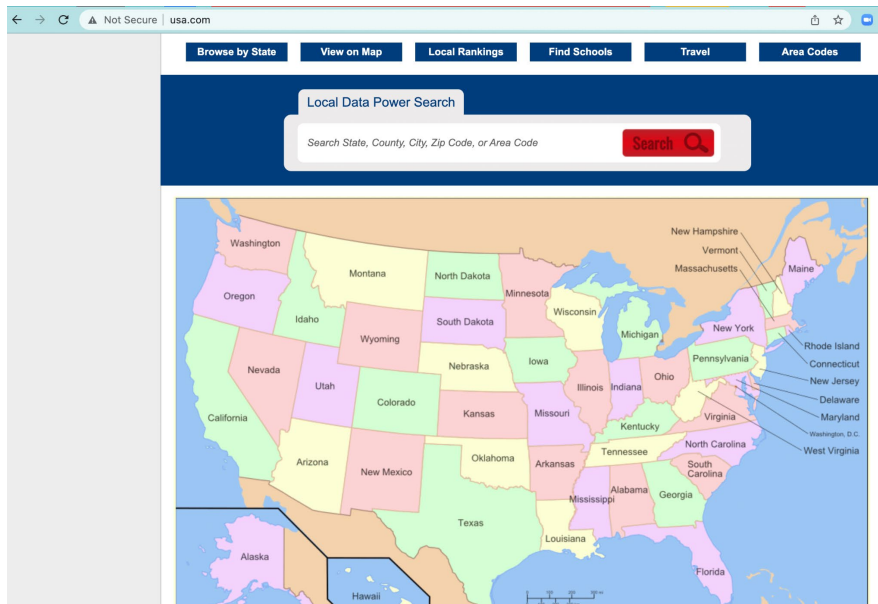 Not Secure | usa.com
Browse by State
View on Map
Local Rankings
Find Schools
Travel
Area Codes
Local Data Power Search
Search State, County, City, Zip Code, or Area Code
Search
New Hampshire
Vermont
Massachusetts
Maine
Washington
Montana
North Dakota
Minnesota
Oregon
Idaho
Wyoming
South Dakota
Wisconsin
Michigan
New York
Rhode Island
Connecticut
New Jersey
Delaware
Maryland
Washington, D.C.
West Virginia
Nevada
Utah
Colorado
Nebraska
Iowa
Illinois
Indiana
Ohio
Pennsylvania
California
Kansas
Missouri
Kentucky
Virginia
Arizona
New Mexico
Oklahoma
Arkansas
Tennessee
North Carolina
South
Carolina
Texas
Louisiana
Mississippi
Alabama
Georgia
Florida
Alaska
Hawaii